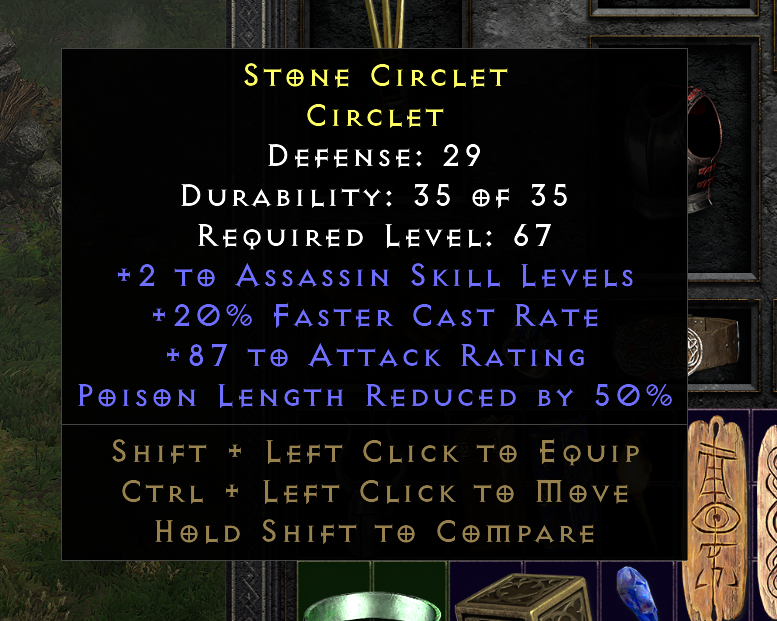 Stone Circlet
Circlet
Defense: 29
Durability: 35 of 35
Required Level: 67
+2 to Assassin Skill Levels
+20% Faster Cast Rate
+87 to Attack Rating
Poison Length Reduced by 50%
Shift + Left Click to Equip
Ctrl + Left Click to Move
Hold Shift to Compare